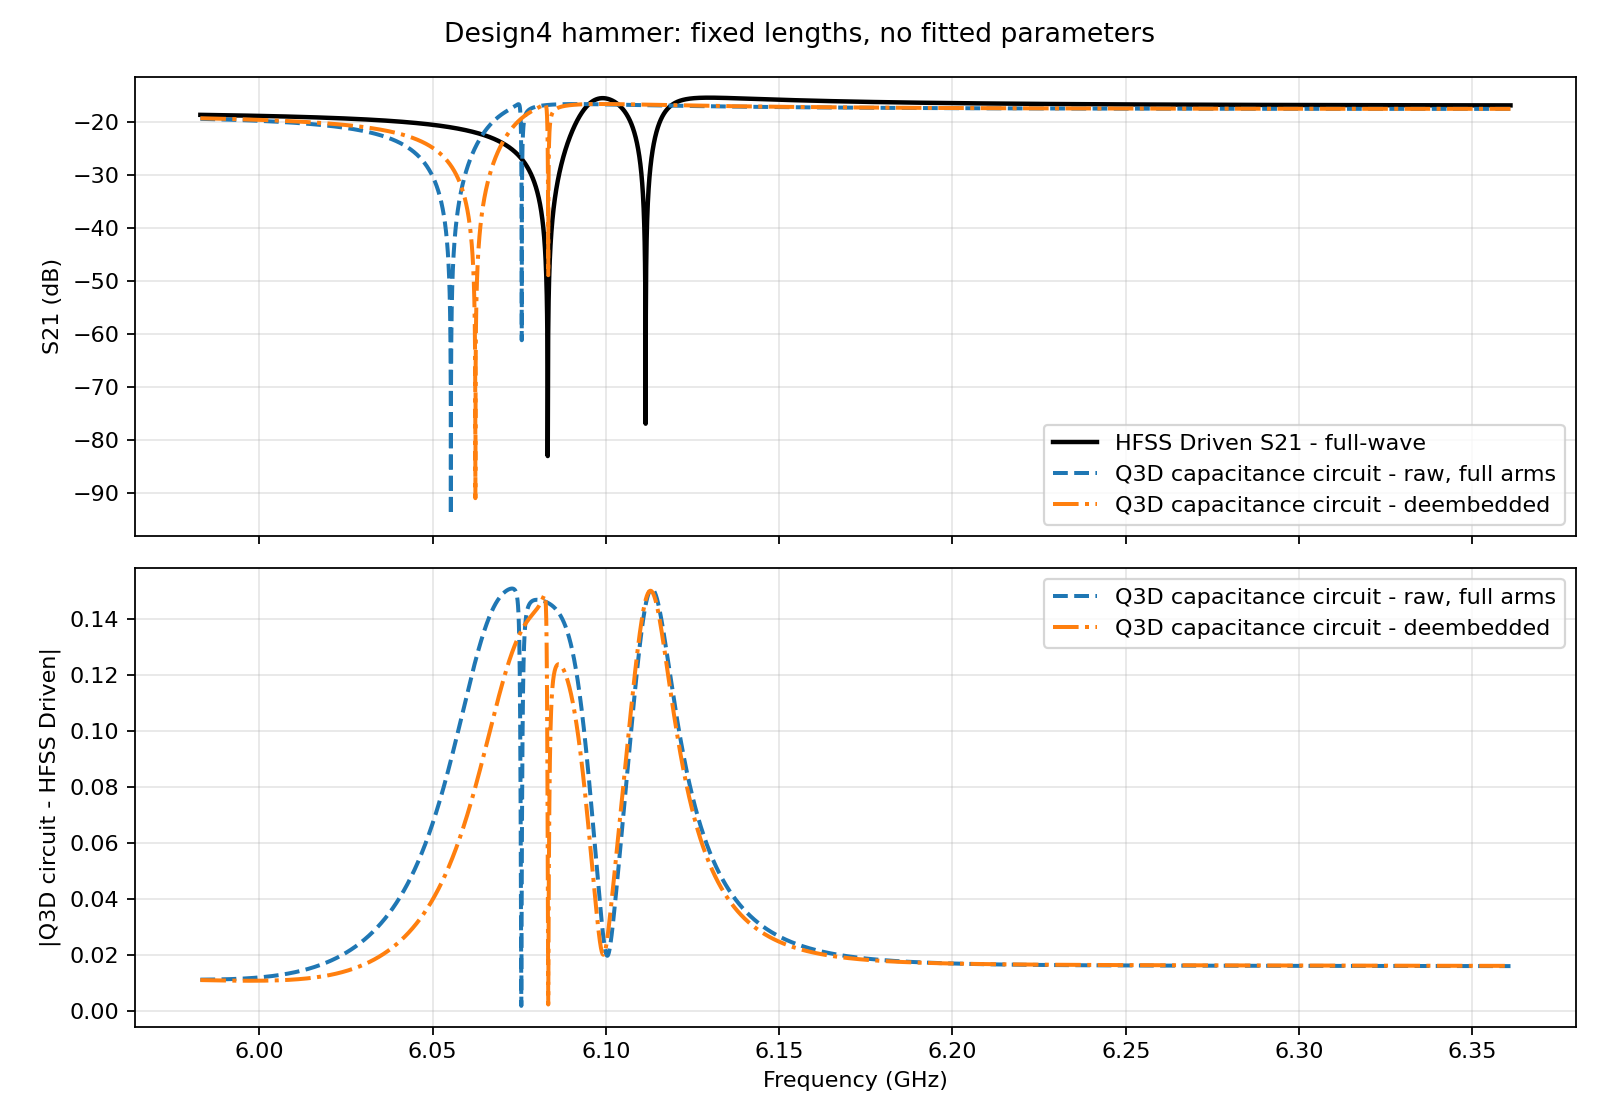 Design4 hammer: fixed lengths, no fitted parameters
−20
−30
−40
−50
−60
−70
−80
−90
S21 (dB)
HFSS Driven S21 - full-wave
Q3D capacitance circuit - raw, full arms
Q3D capacitance circuit - deembedded
0.14
0.12
0.10
0.08
0.06
0.04
0.02
0.00
|Q3D circuit - HFSS Driven|
Q3D capacitance circuit - raw, full arms
Q3D capacitance circuit - deembedded
6.00 6.05 6.10 6.15 6.20 6.25 6.30 6.35
Frequency (GHz)